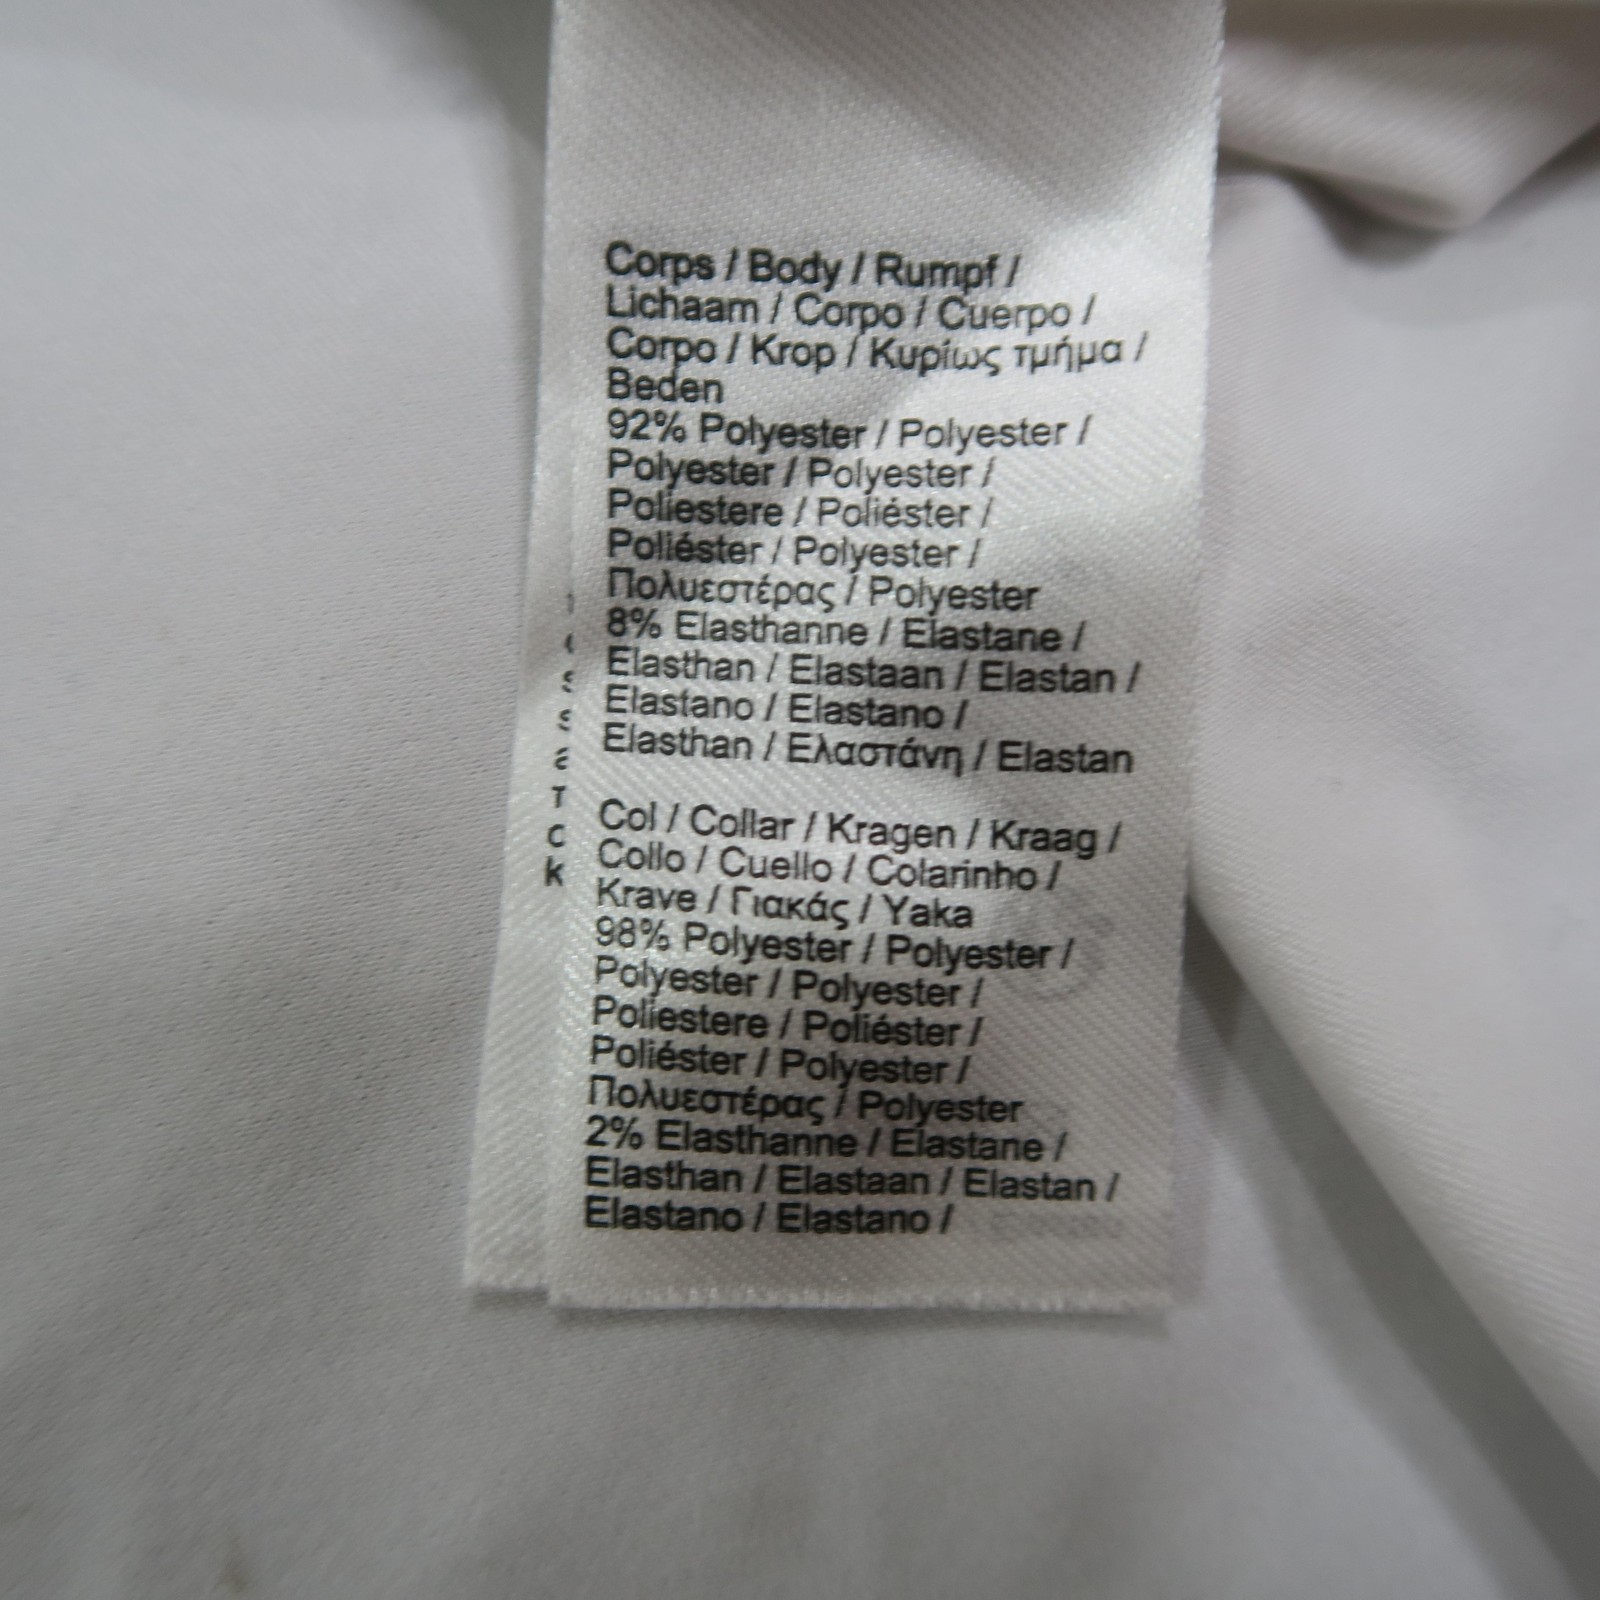 Corps / Body / Rumpf /
Lichaam / Corpo / Cuerpo /
Corpo / Krop / Κυρίως τμήμα /
Beden
92% Polyester / Polyester /
Polyester / Polyester /
Poliestere / Poliéster /
Poliéster / Polyester /
Πολυεστέρας / Polyester
8% Elasthanne / Elastane /
Elasthan / Elastaan / Elastan /
Elastano / Elastano /
Elasthan / Ελαστάνη / Elastan
Col / Collar / Kragen / Kraag /
Collo / Cuello / Colarinho /
Krave / Γιακάς / Yaka
98% Polyester / Polyester /
Polyester / Polyester /
Poliestere / Poliéster /
Poliéster / Polyester /
Πολυεστέρας / Polyester
2% Elasthanne / Elastane /
Elasthan / Elastaan / Elastan /
Elastano / Elastano /